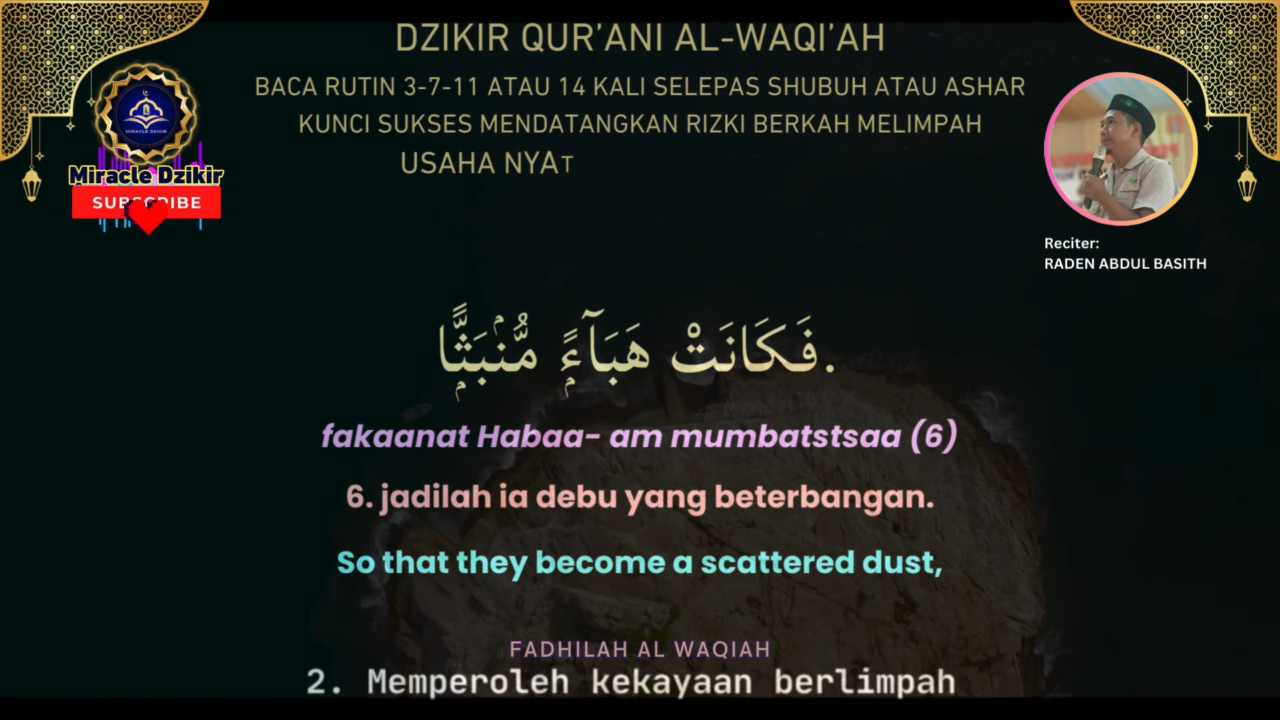 DZIKIR QUR'ANI AL-WAQI'AH
BACA RUTIN 3-7-11 ATAU 14 KALI SELEPAS SHUBUH ATAU ASHAR
KUNCI SUKSES MENDATANGKAN RIZKI BERKAH MELIMPAH
USAHA NYAT
MIRACLE DZIKIR
Miracle Dzikir
SUBSCRIBE
Reciter:
RADEN ABDUL BASITH
فَكَانَتْ هَبَآءًۭ مُّنۢبَثًّۭا.
fakaanat Habaa- am mumbatstsaa (6)
6. jadilah ia debu yang beterbangan.
So that they become a scattered dust,
FADHILAH AL WAQIAH
2. Memperoleh kekayaan berlimpah